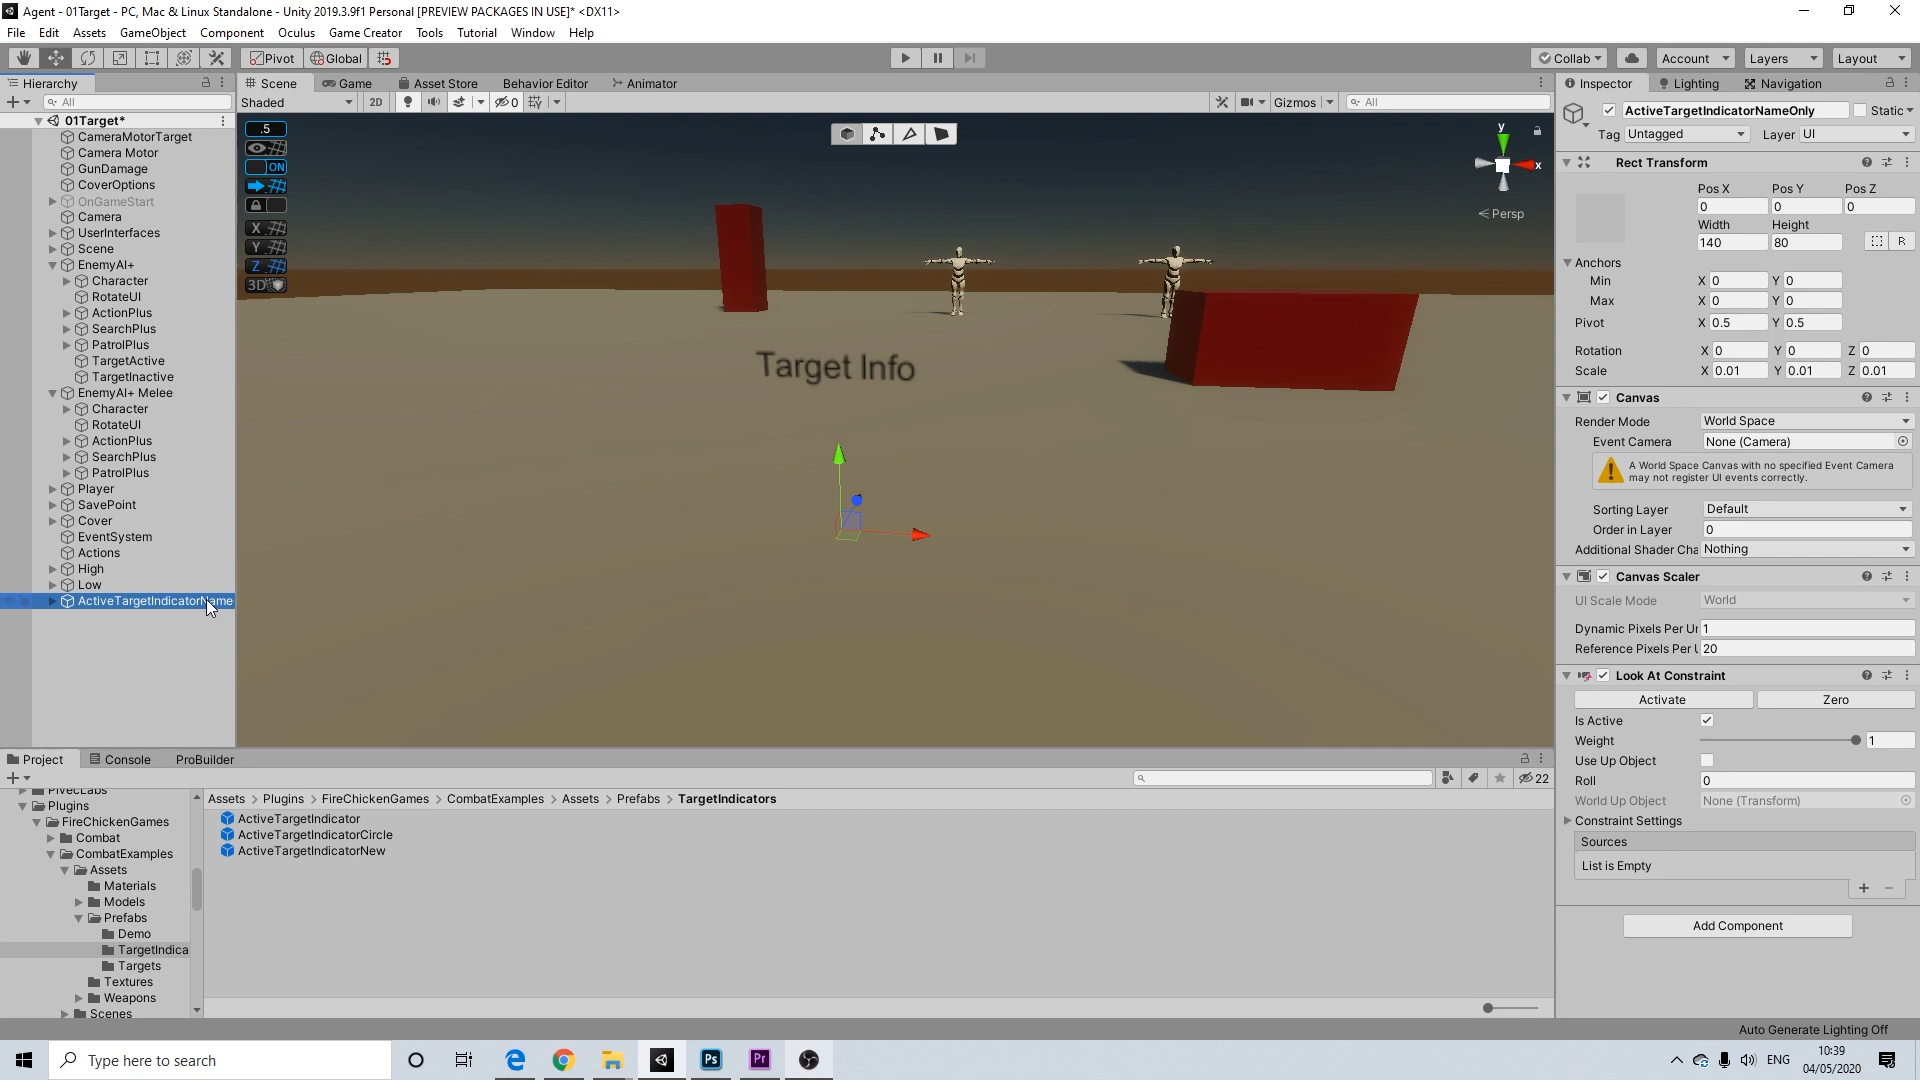 Agent - 01Target - PC, Mac & Linux Standalone - Unity 2019.3.9f1 Personal [PREVIEW PACKAGES IN USE]* <DX11>
File Edit Assets GameObject Component Oculus Game Creator Tools Tutorial Window Help
Pivot Global Collab Account Layers Layout
Hierarchy
All
01Target*
CameraMotorTarget
Camera Motor
GunDamage
CoverOptions
OnGameStart
Camera
UserInterfaces
Scene
EnemyAI+
Character
RotateUI
ActionPlus
SearchPlus
PatrolPlus
TargetActive
TargetInactive
EnemyAI+ Melee
Character
RotateUI
ActionPlus
SearchPlus
PatrolPlus
Player
SavePoint
Cover
EventSystem
Actions
High
Low
ActiveTargetIndicatorName
Scene Game Asset Store Behavior Editor Animator
Shaded 2D 0 Gizmos All
.5
ON
X
Y
Z
3D
y
x
Persp
Target Info
Inspector Lighting Navigation
ActiveTargetIndicatorNameOnly Static
Tag Untagged Layer UI
Rect Transform
Pos X Pos Y Pos Z
0 0 0
Width Height
140 80 R
Anchors
Min X 0 Y 0
Max X 0 Y 0
Pivot X 0.5 Y 0.5
Rotation X 0 Y 0 Z 0
Scale X 0.01 Y 0.01 Z 0.01
Canvas
Render Mode World Space
Event Camera None (Camera)
A World Space Canvas with no specified Event Camera
may not register UI events correctly.
Sorting Layer Default
Order in Layer 0
Additional Shader Cha Nothing
Canvas Scaler
UI Scale Mode World
Dynamic Pixels Per Ur 1
Reference Pixels Per U 20
Look At Constraint
Activate Zero
Is Active
Weight 1
Use Up Object
Roll 0
World Up Object None (Transform)
Constraint Settings
Sources
List is Empty
Add Component
Project Console ProBuilder
22
PivecLabs
Plugins
FireChickenGames
Combat
CombatExamples
Assets
Materials
Models
Prefabs
Demo
TargetIndica
Targets
Textures
Weapons
Scenes
Assets > Plugins > FireChickenGames > CombatExamples > Assets > Prefabs > TargetIndicators
ActiveTargetIndicator
ActiveTargetIndicatorCircle
ActiveTargetIndicatorNew
Auto Generate Lighting Off
Type here to search
Ps
Pr
ENG
10:39
04/05/2020